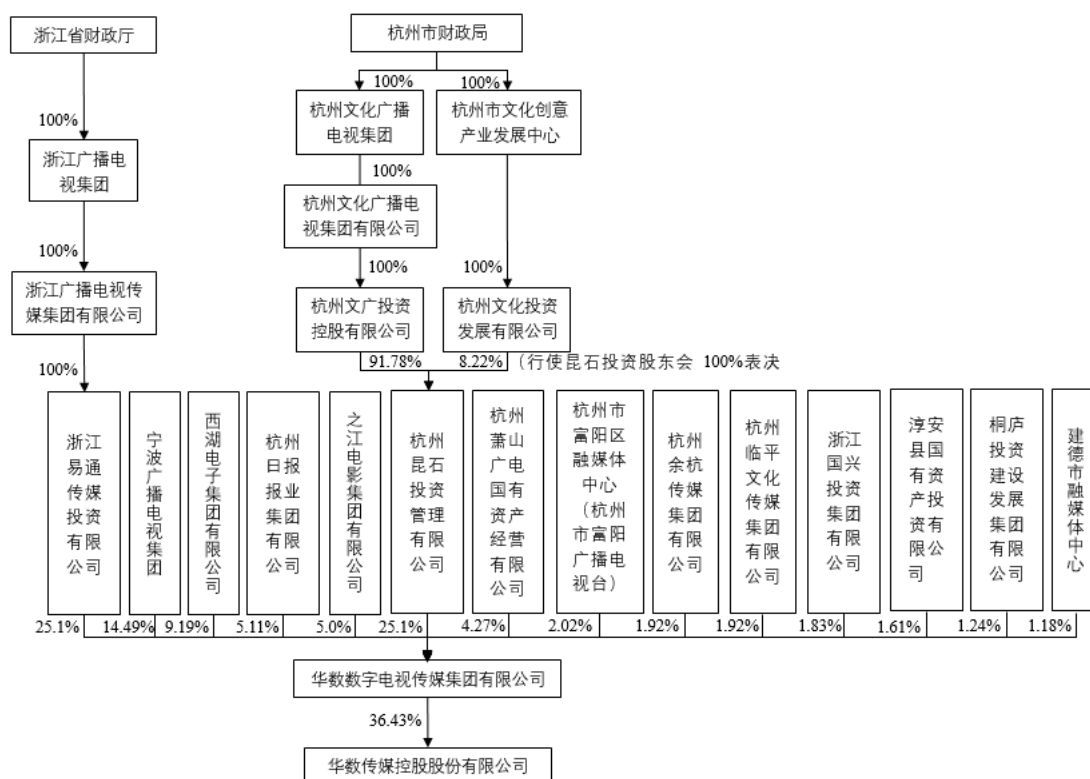 浙江省财政厅
杭州市财政局
100%
100%
100%
杭州文化广播
电视集团
杭州市文化创意
产业发展中心
浙江广播电
视集团
100%
杭州文化广播电
视集团有限公司
100%
100%
100%
浙江广播电视传
媒集团有限公司
杭州文广投资
控股有限公司
杭州文化投资
发展有限公司
91.78%
8.22%
（行使昆石投资股东会 100%表决
100%
浙江
易通
传媒
投资
有限
公司
宁波广播电视集团
西湖电子集团有限公司
杭州
日报
报业
集团
有限
公司
之江电影集团有限公司
杭州
昆石
投资
管理
有限
公司
杭州
萧山
广电
国有
资产
经营
有限
公司
杭州市
富阳区
融媒体
中心
（杭州
市富阳
广播电
视台）
杭州
余杭
传媒
集团
有限
公司
杭州
临平
文化
传媒
集团
有限
公司
浙江
国兴
投资
集团
有限
公司
淳安
县国
有资
产投
资有
限公
司
桐庐
投资
建设
发展
集团
有限
公司
建德市融媒体中心
25.1%
14.49%
9.19%
5.11%
5.0%
25.1%
4.27%
2.02%
1.92%
1.92%
1.83%
1.61%
1.24%
1.18%
华数数字电视传媒集团有限公司
36.43%
华数传媒控股股份有限公司